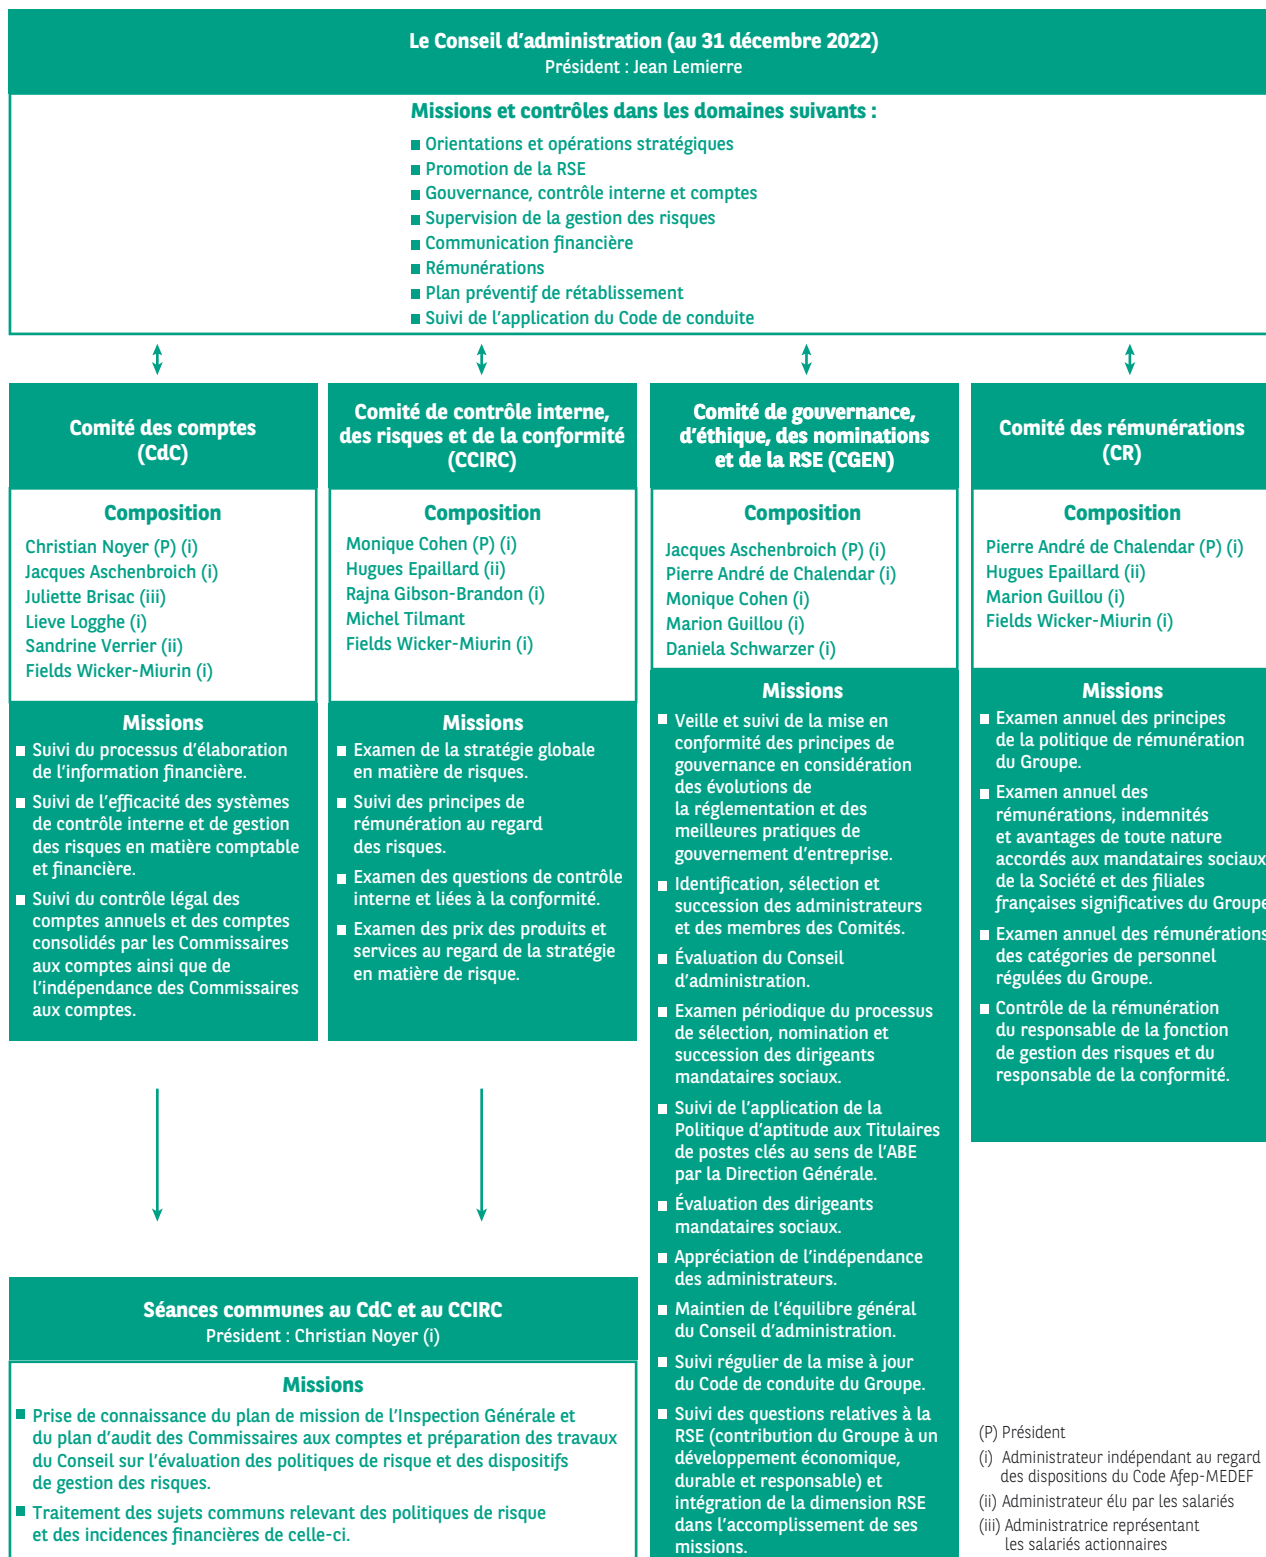 Le Conseil d'administration (au 31 décembre 2022)
Président : Jean Lemierre
Missions et contrôles dans les domaines suivants :
Orientations et opérations stratégiques
Promotion de la RSE
Gouvernance, contrôle interne et comptes
Supervision de la gestion des risques
Communication financière
Rémunérations
Plan préventif de rétablissement
Suivi de l'application du Code de conduite
Comité des comptes
(CdC)
Composition
Christian Noyer (P) (i)
Jacques Aschenbroich (i)
Juliette Brisac (iii)
Lieve Logghe (i)
Sandrine Verrier (ii)
Fields Wicker-Miurin (i)
Missions
Suivi du processus d'élaboration
de l'information financière.
Suivi de l'efficacité des systèmes
de contrôle interne et de gestion
des risques en matière comptable
et financière.
Suivi du contrôle légal des
comptes annuels et des comptes
consolidés par les Commissaires
aux comptes ainsi que de
l'indépendance des Commissaires
aux comptes.
Comité de contrôle interne,
des risques et de la conformité
(CCIRC)
Composition
Monique Cohen (P) (i)
Hugues Epaillard (ii)
Rajna Gibson-Brandon (i)
Michel Tilmant
Fields Wicker-Miurin (i)
Missions
Examen de la stratégie globale
en matière de risques.
Suivi des principes de
rémunération au regard
des risques.
Examen des questions de contrôle
interne et liées à la conformité.
Examen des prix des produits et
services au regard de la stratégie
en matière de risque.
Comité de gouvernance,
d'éthique, des nominations
et de la RSE (CGEN)
Composition
Jacques Aschenbroich (P) (i)
Pierre André de Chalendar (i)
Monique Cohen (i)
Marion Guillou (i)
Daniela Schwarzer (i)
Missions
Veille et suivi de la mise en
conformité des principes de
gouvernance en considération
des évolutions de
la réglementation et des
meilleures pratiques de
gouvernement d'entreprise.
Identification, sélection et
succession des administrateurs
et des membres des Comités.
Évaluation du Conseil
d'administration.
Examen périodique du processus
de sélection, nomination et
succession des dirigeants
mandataires sociaux.
Suivi de l'application de la
Politique d'aptitude aux Titulaires
de postes clés au sens de l'ABE
par la Direction Générale.
Évaluation des dirigeants
mandataires sociaux.
Appréciation de l'indépendance
des administrateurs.
Maintien de l'équilibre général
du Conseil d'administration.
Suivi régulier de la mise à jour
du Code de conduite du Groupe.
Suivi des questions relatives à la
RSE (contribution du Groupe à un
développement économique,
durable et responsable) et
intégration de la dimension RSE
dans l'accomplissement de ses
missions.
Comité des rémunérations
(CR)
Composition
Pierre André de Chalendar (P) (i)
Hugues Epaillard (ii)
Marion Guillou (i)
Fields Wicker-Miurin (i)
Missions
Examen annuel des principes
de la politique de rémunération
du Groupe.
Examen annuel des
rémunérations, indemnités
et avantages de toute nature
accordés aux mandataires sociaux
de la Société et des filiales
françaises significatives du Groupe
Examen annuel des rémunérations
des catégories de personnel
régulées du Groupe.
Contrôle de la rémunération
du responsable de la fonction
de gestion des risques et du
responsable de la conformité.
Séances communes au CdC et au CCIRC
Président : Christian Noyer (i)
Missions
Prise de connaissance du plan de mission de l'Inspection Générale et
du plan d'audit des Commissaires aux comptes et préparation des travaux
du Conseil sur l'évaluation des politiques de risque et des dispositifs
de gestion des risques.
Traitement des sujets communs relevant des politiques de risque
et des incidences financières de celle-ci.
(P) Président
(i) Administrateur indépendant au regard
des dispositions du Code Afep-MEDEF
(ii) Administrateur élu par les salariés
(iii) Administratrice représentant
les salariés actionnaires